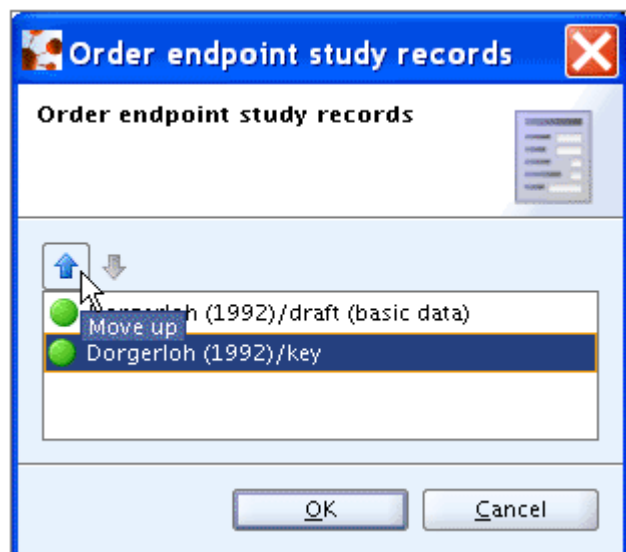 Order endpoint study records
Order endpoint study records
(1992)/draft (basic data)
Move up
Dorgerloh (1992)/key
OK
Cancel